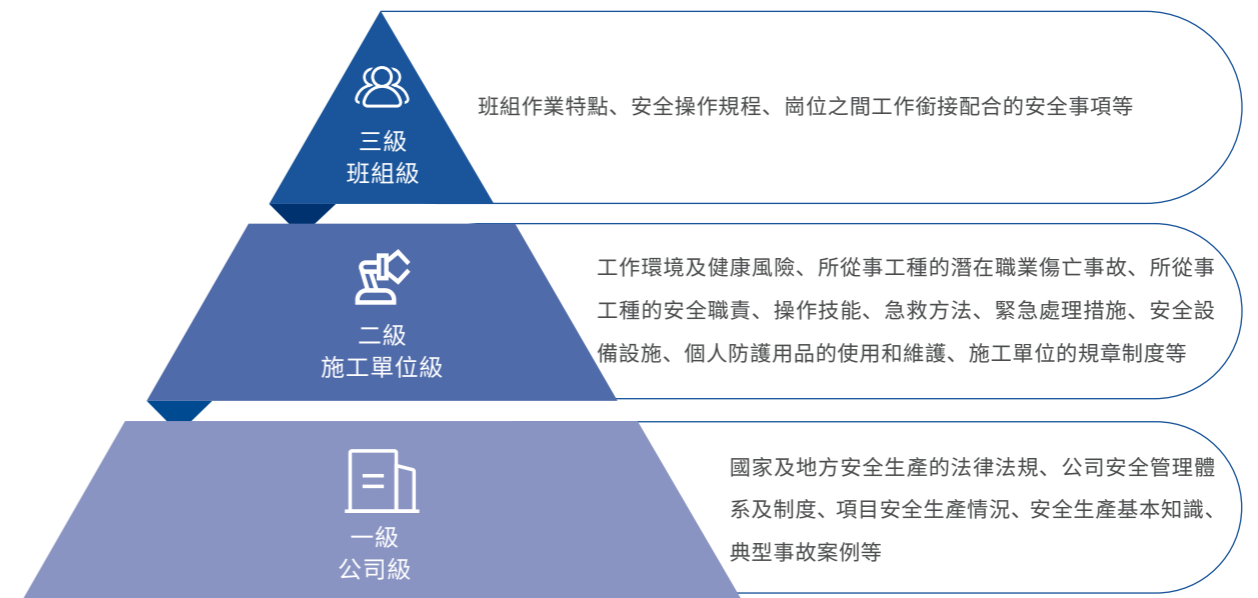 三級
班組級
班組作業特點、安全操作規程、崗位之間工作銜接配合的安全事項等
二級
施工單位級
工作環境及健康風險、所從事工種的潛在職業傷亡事故、所從事
工種的安全職責、操作技能、急救方法、緊急處理措施、安全設
備設施、個人防護用品的使用和維護、施工單位的規章制度等
一級
公司級
國家及地方安全生產的法律法規、公司安全管理體
系及制度、項目安全生產情況、安全生產基本知識、
典型事故案例等